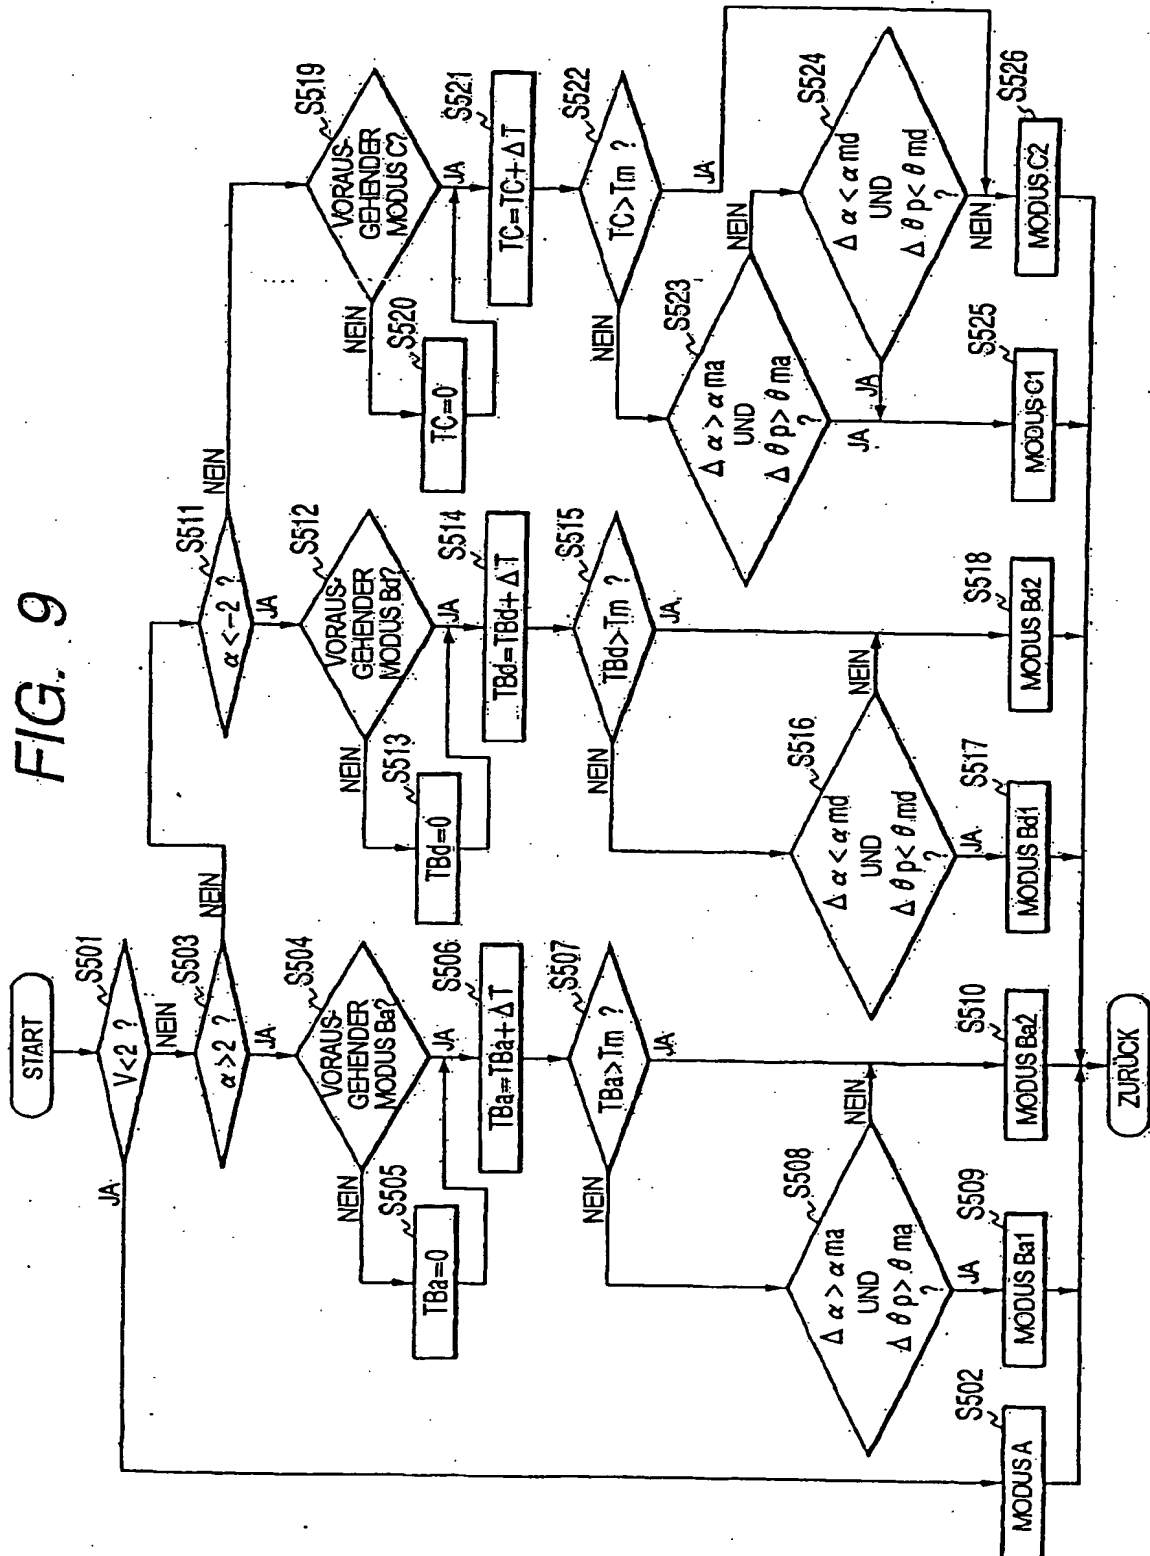 FIG. 9
START
S501
V<2 ?
JA
NEIN
S503
α>2 ?
NEIN
JA
S504
VORAUS-
GEHENDER
MODUS Ba?
NEIN
JA
S505
TBa=0
S506
TBa=TBa+ΔT
S507
TBa>Tm ?
NEIN
JA
S508
Δα>αma
UND
Δθp>θma
?
NEIN
JA
S502
MODUS A
S509
MODUS Ba1
S510
MODUS Ba2
S511
α<-2 ?
NEIN
JA
S512
VORAUS-
GEHENDER
MODUS Bd?
NEIN
JA
S513
TBd=0
S514
TBd=TBd+ΔT
S515
TBd>Tm ?
NEIN
JA
S516
Δα<αmd
UND
Δθp<θmd
?
NEIN
JA
S517
MODUS Bd1
S518
MODUS Bd2
S519
VORAUS-
GEHENDER
MODUS C?
NEIN
JA
S520
TC=0
S521
TC=TC+ΔT
S522
TC>Tm ?
NEIN
JA
S523
Δα>αma
UND
Δθp>θma
?
NEIN
JA
S524
Δα<αmd
UND
Δθp<θmd
?
JA
NEIN
S525
MODUS C1
S526
MODUS C2
ZURÜCK